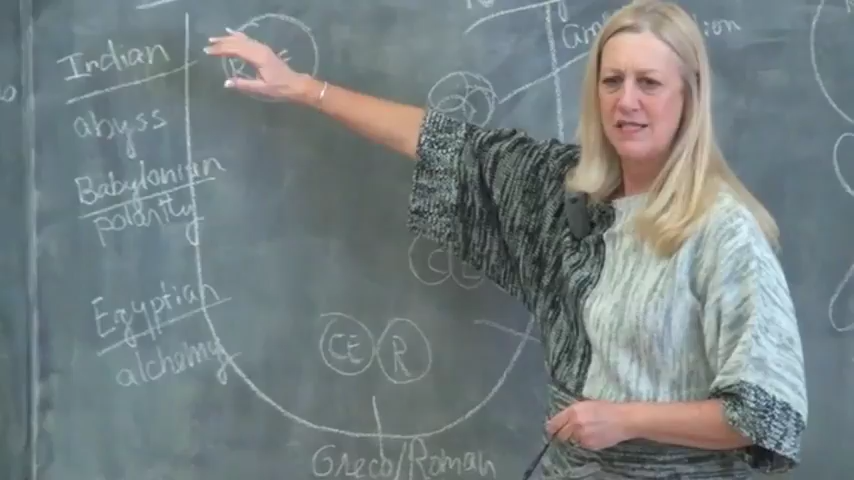 Indian
abyss
Babylonian
polarity
Egyptian
alchemy
CE R
Greco/Roman